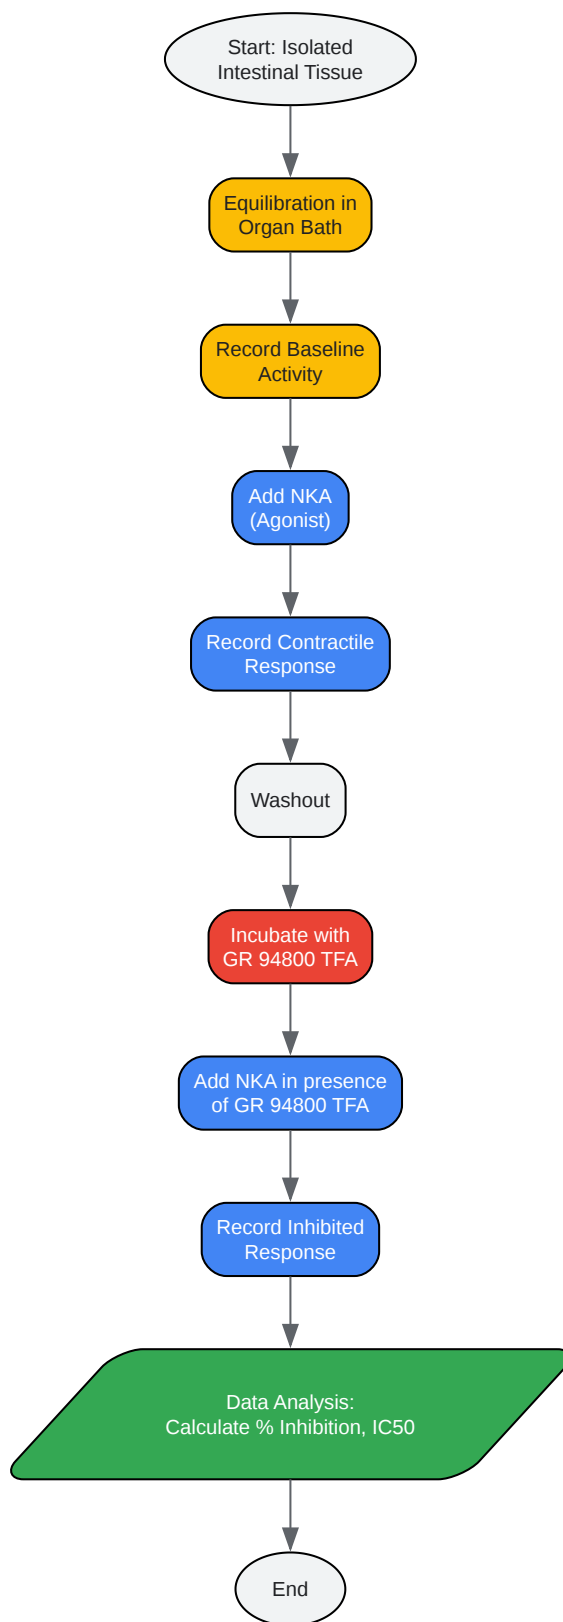 Start: Isolated
Intestinal Tissue
Equilibration in
Organ Bath
Record Baseline
Activity
Add NKA
(Agonist)
Record Contractile
Response
Washout
Incubate with
GR 94800 TFA
Add NKA in presence
of GR 94800 TFA
Record Inhibited
Response
Data Analysis:
Calculate % Inhibition, IC50
End